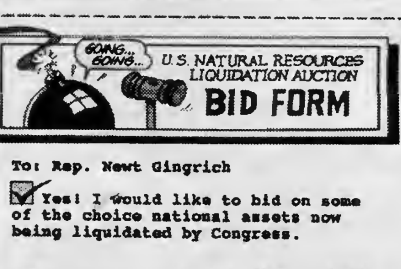 GOING...
GOING...
U.S. NATURAL RESOURCES
LIQUIDATION AUCTION
BID FORM
To: Rep. Newt Gingrich
Yes! I would like to bid on some
of the choice national assets now
being liquidated by Congress.